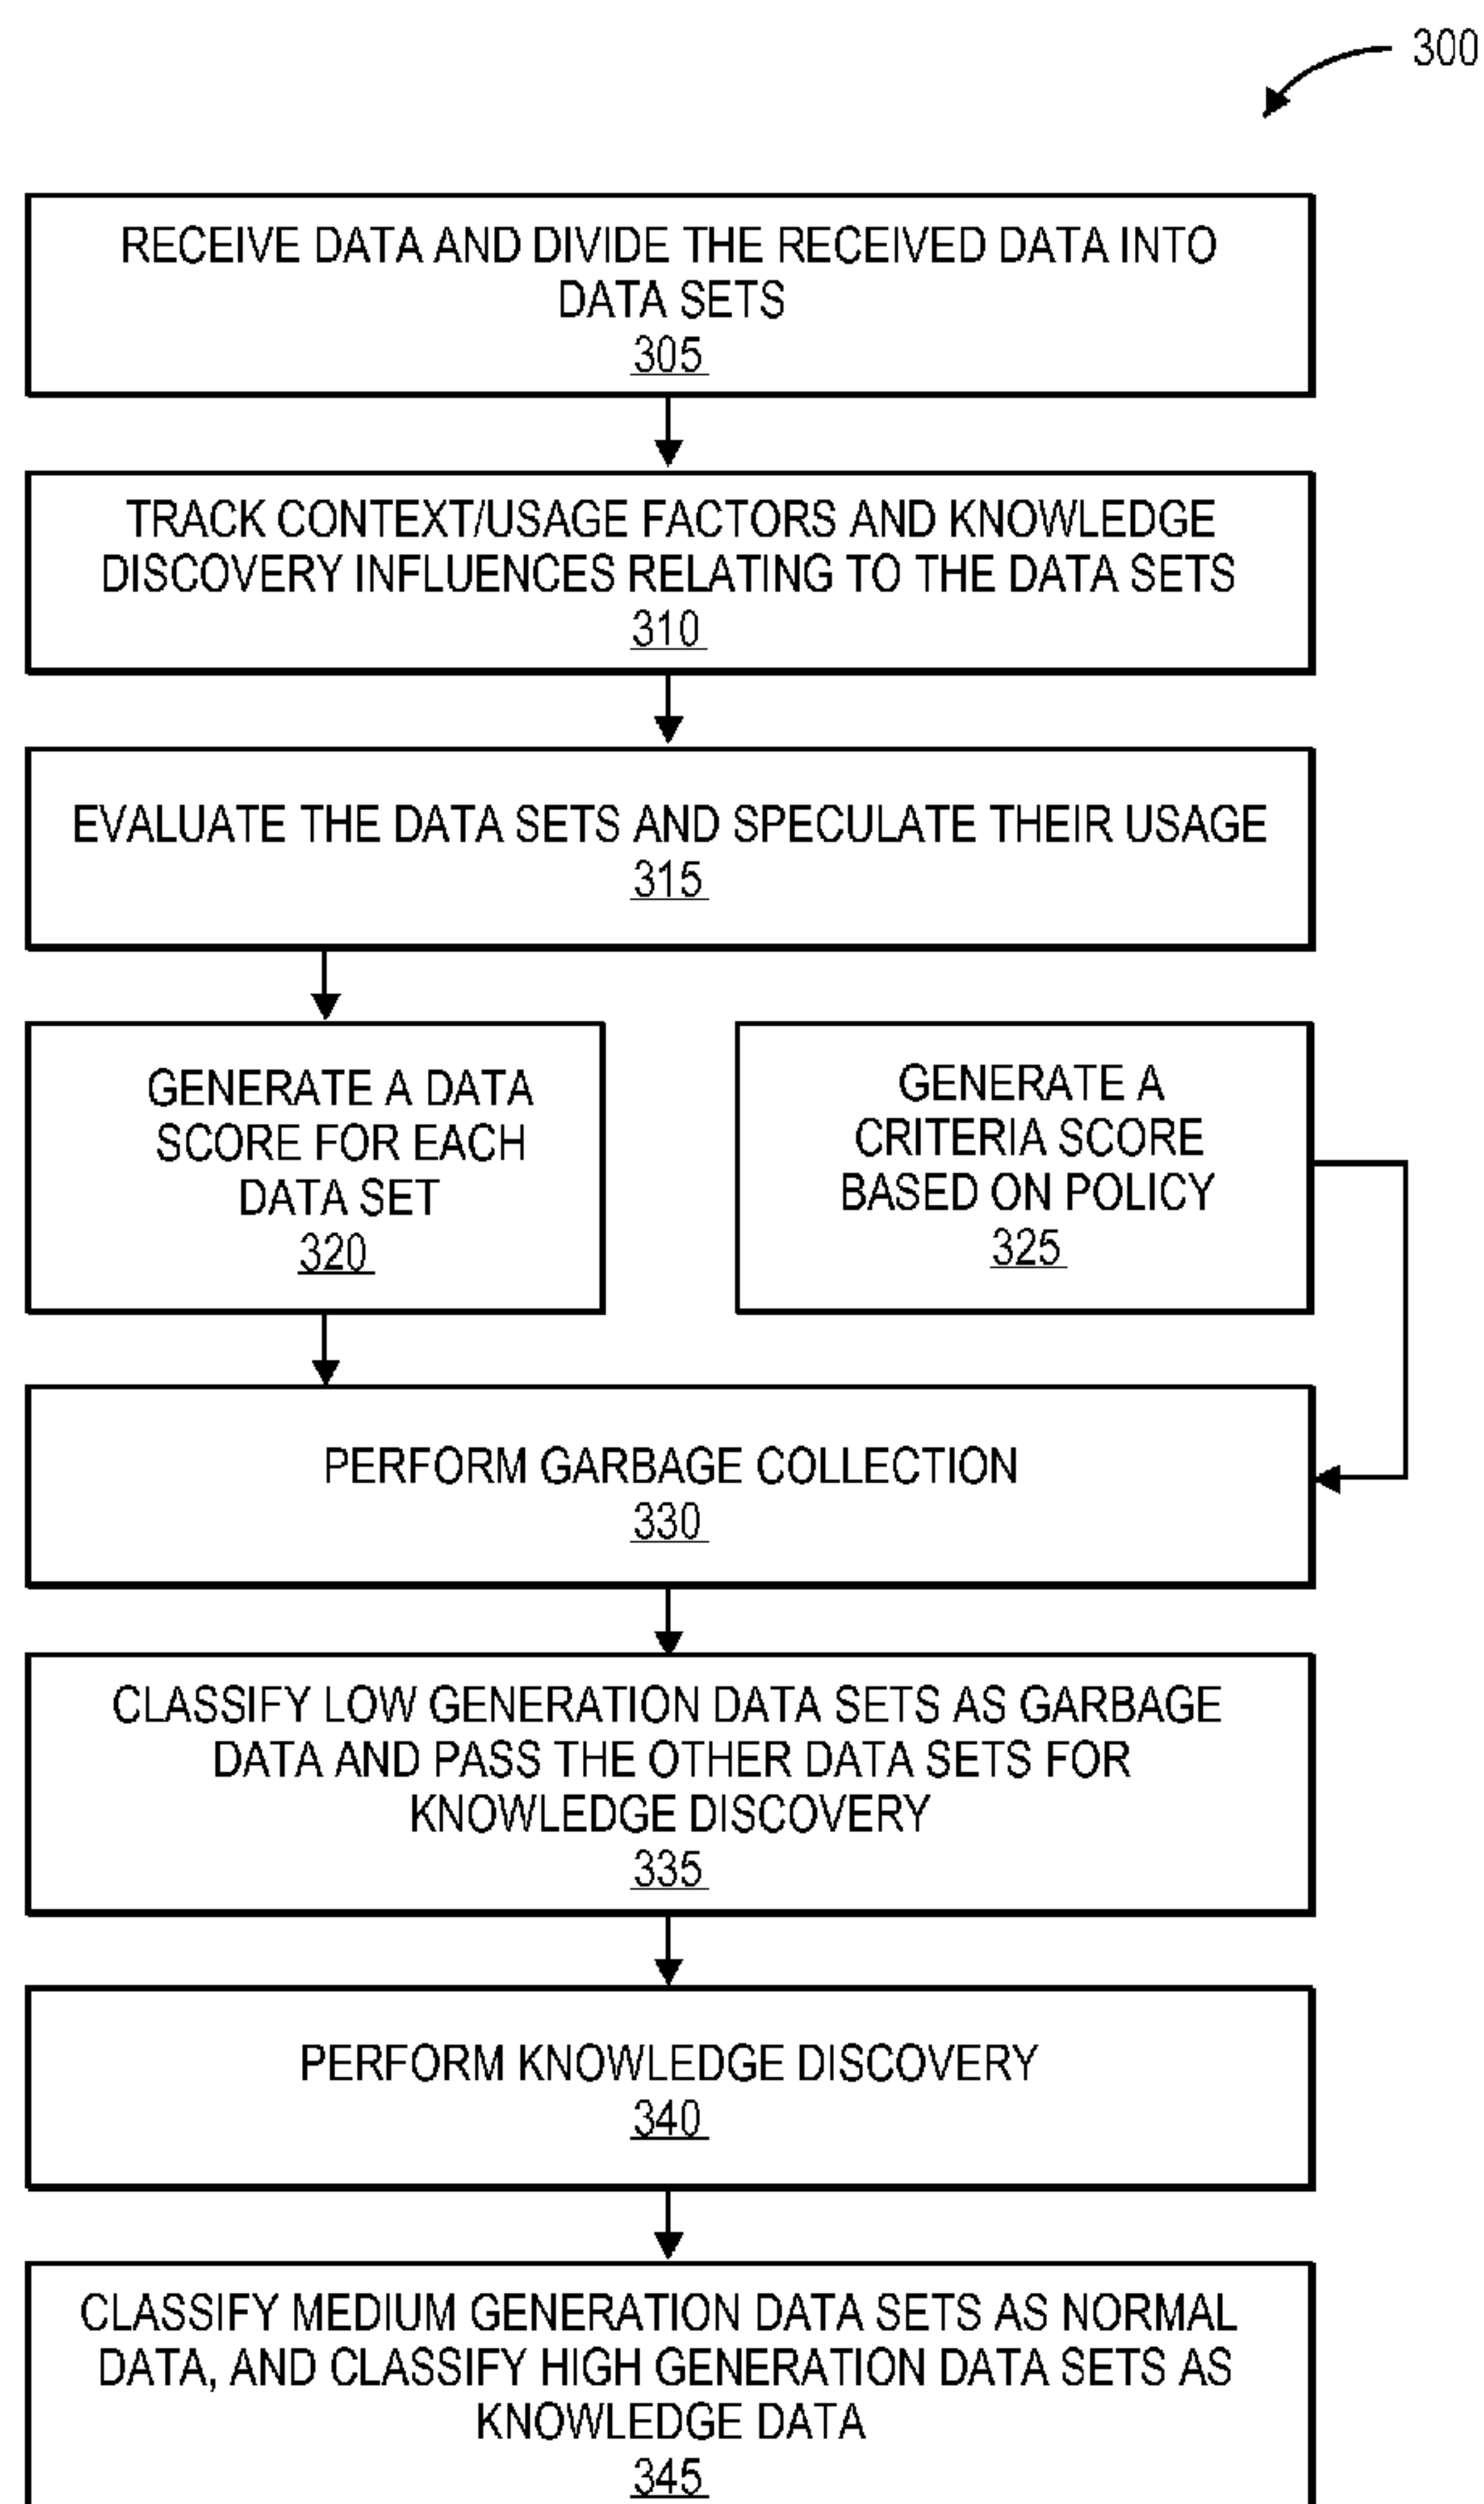 300
RECEIVE DATA AND DIVIDE THE RECEIVED DATA INTO
DATA SETS
305
TRACK CONTEXT/USAGE FACTORS AND KNOWLEDGE
DISCOVERY INFLUENCES RELATING TO THE DATA SETS
310
EVALUATE THE DATA SETS AND SPECULATE THEIR USAGE
315
GENERATE A DATA
SCORE FOR EACH
DATA SET
320
GENERATE A
CRITERIA SCORE
BASED ON POLICY
325
PERFORM GARBAGE COLLECTION
330
CLASSIFY LOW GENERATION DATA SETS AS GARBAGE
DATA AND PASS THE OTHER DATA SETS FOR
KNOWLEDGE DISCOVERY
335
PERFORM KNOWLEDGE DISCOVERY
340
CLASSIFY MEDIUM GENERATION DATA SETS AS NORMAL
DATA, AND CLASSIFY HIGH GENERATION DATA SETS AS
KNOWLEDGE DATA
345